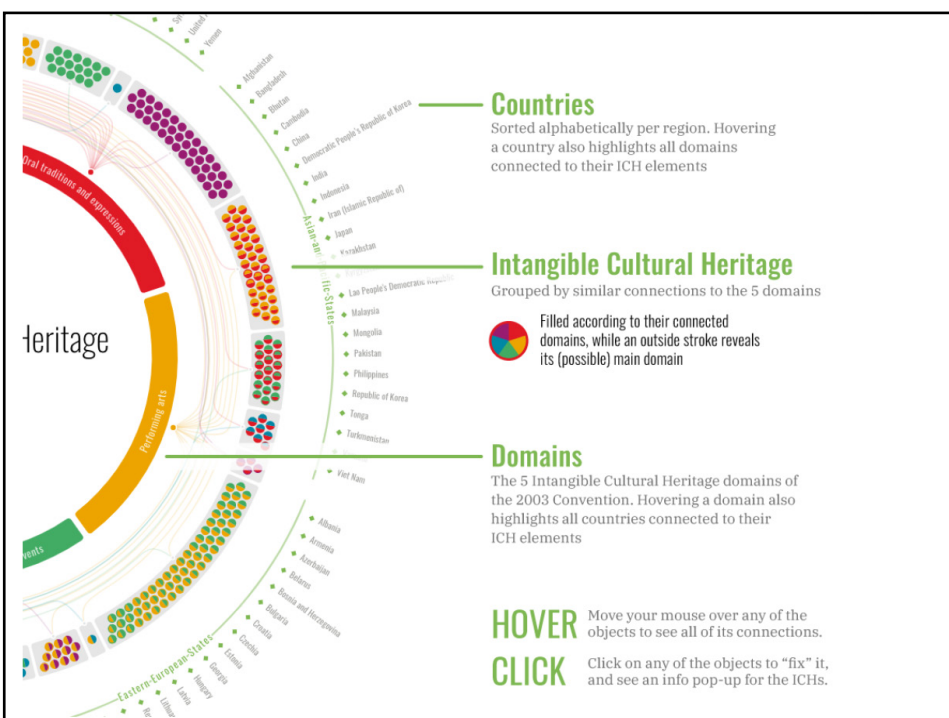 United
Yemen
Afghanistan
Bangladesh
Bhutan
Cambodia
China
Democratic People's Republic of Korea
India
Indonesia
Iran (Islamic Republic of)
Japan
Kazakhstan
Lao People's Democratic
Malaysia
Mongolia
Pakistan
Philippines
Republic of Korea
Tonga
Turkmenistan
Viet Nam
Albania
Armenia
Azerbaijan
Belarus
Bosnia and Herzegovina
Bulgaria
Croatia
Czechia
Estonia
Georgia
Hungary
Latvia
Eastern-European-States
Oral traditions and expressions
Heritage
Performing arts
Countries
Sorted alphabetically per region. Hovering
a country also highlights all domains
connected to their ICH elements
Intangible Cultural Heritage
Grouped by similar connections to the 5 domains
Filled according to their connected
domains, while an outside stroke reveals
its (possible) main domain
Domains
The 5 Intangible Cultural Heritage domains of
the 2003 Convention. Hovering a domain also
highlights all countries connected to their
ICH elements
HOVER Move your mouse over any of the
objects to see all of its connections.
CLICK Click on any of the objects to “fix” it,
and see an info pop-up for the ICHs.